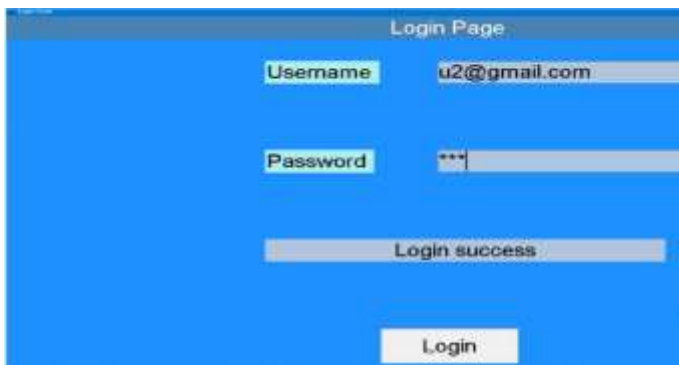 Login Page
Username u2@gmail.com
Password ***
Login success
Login